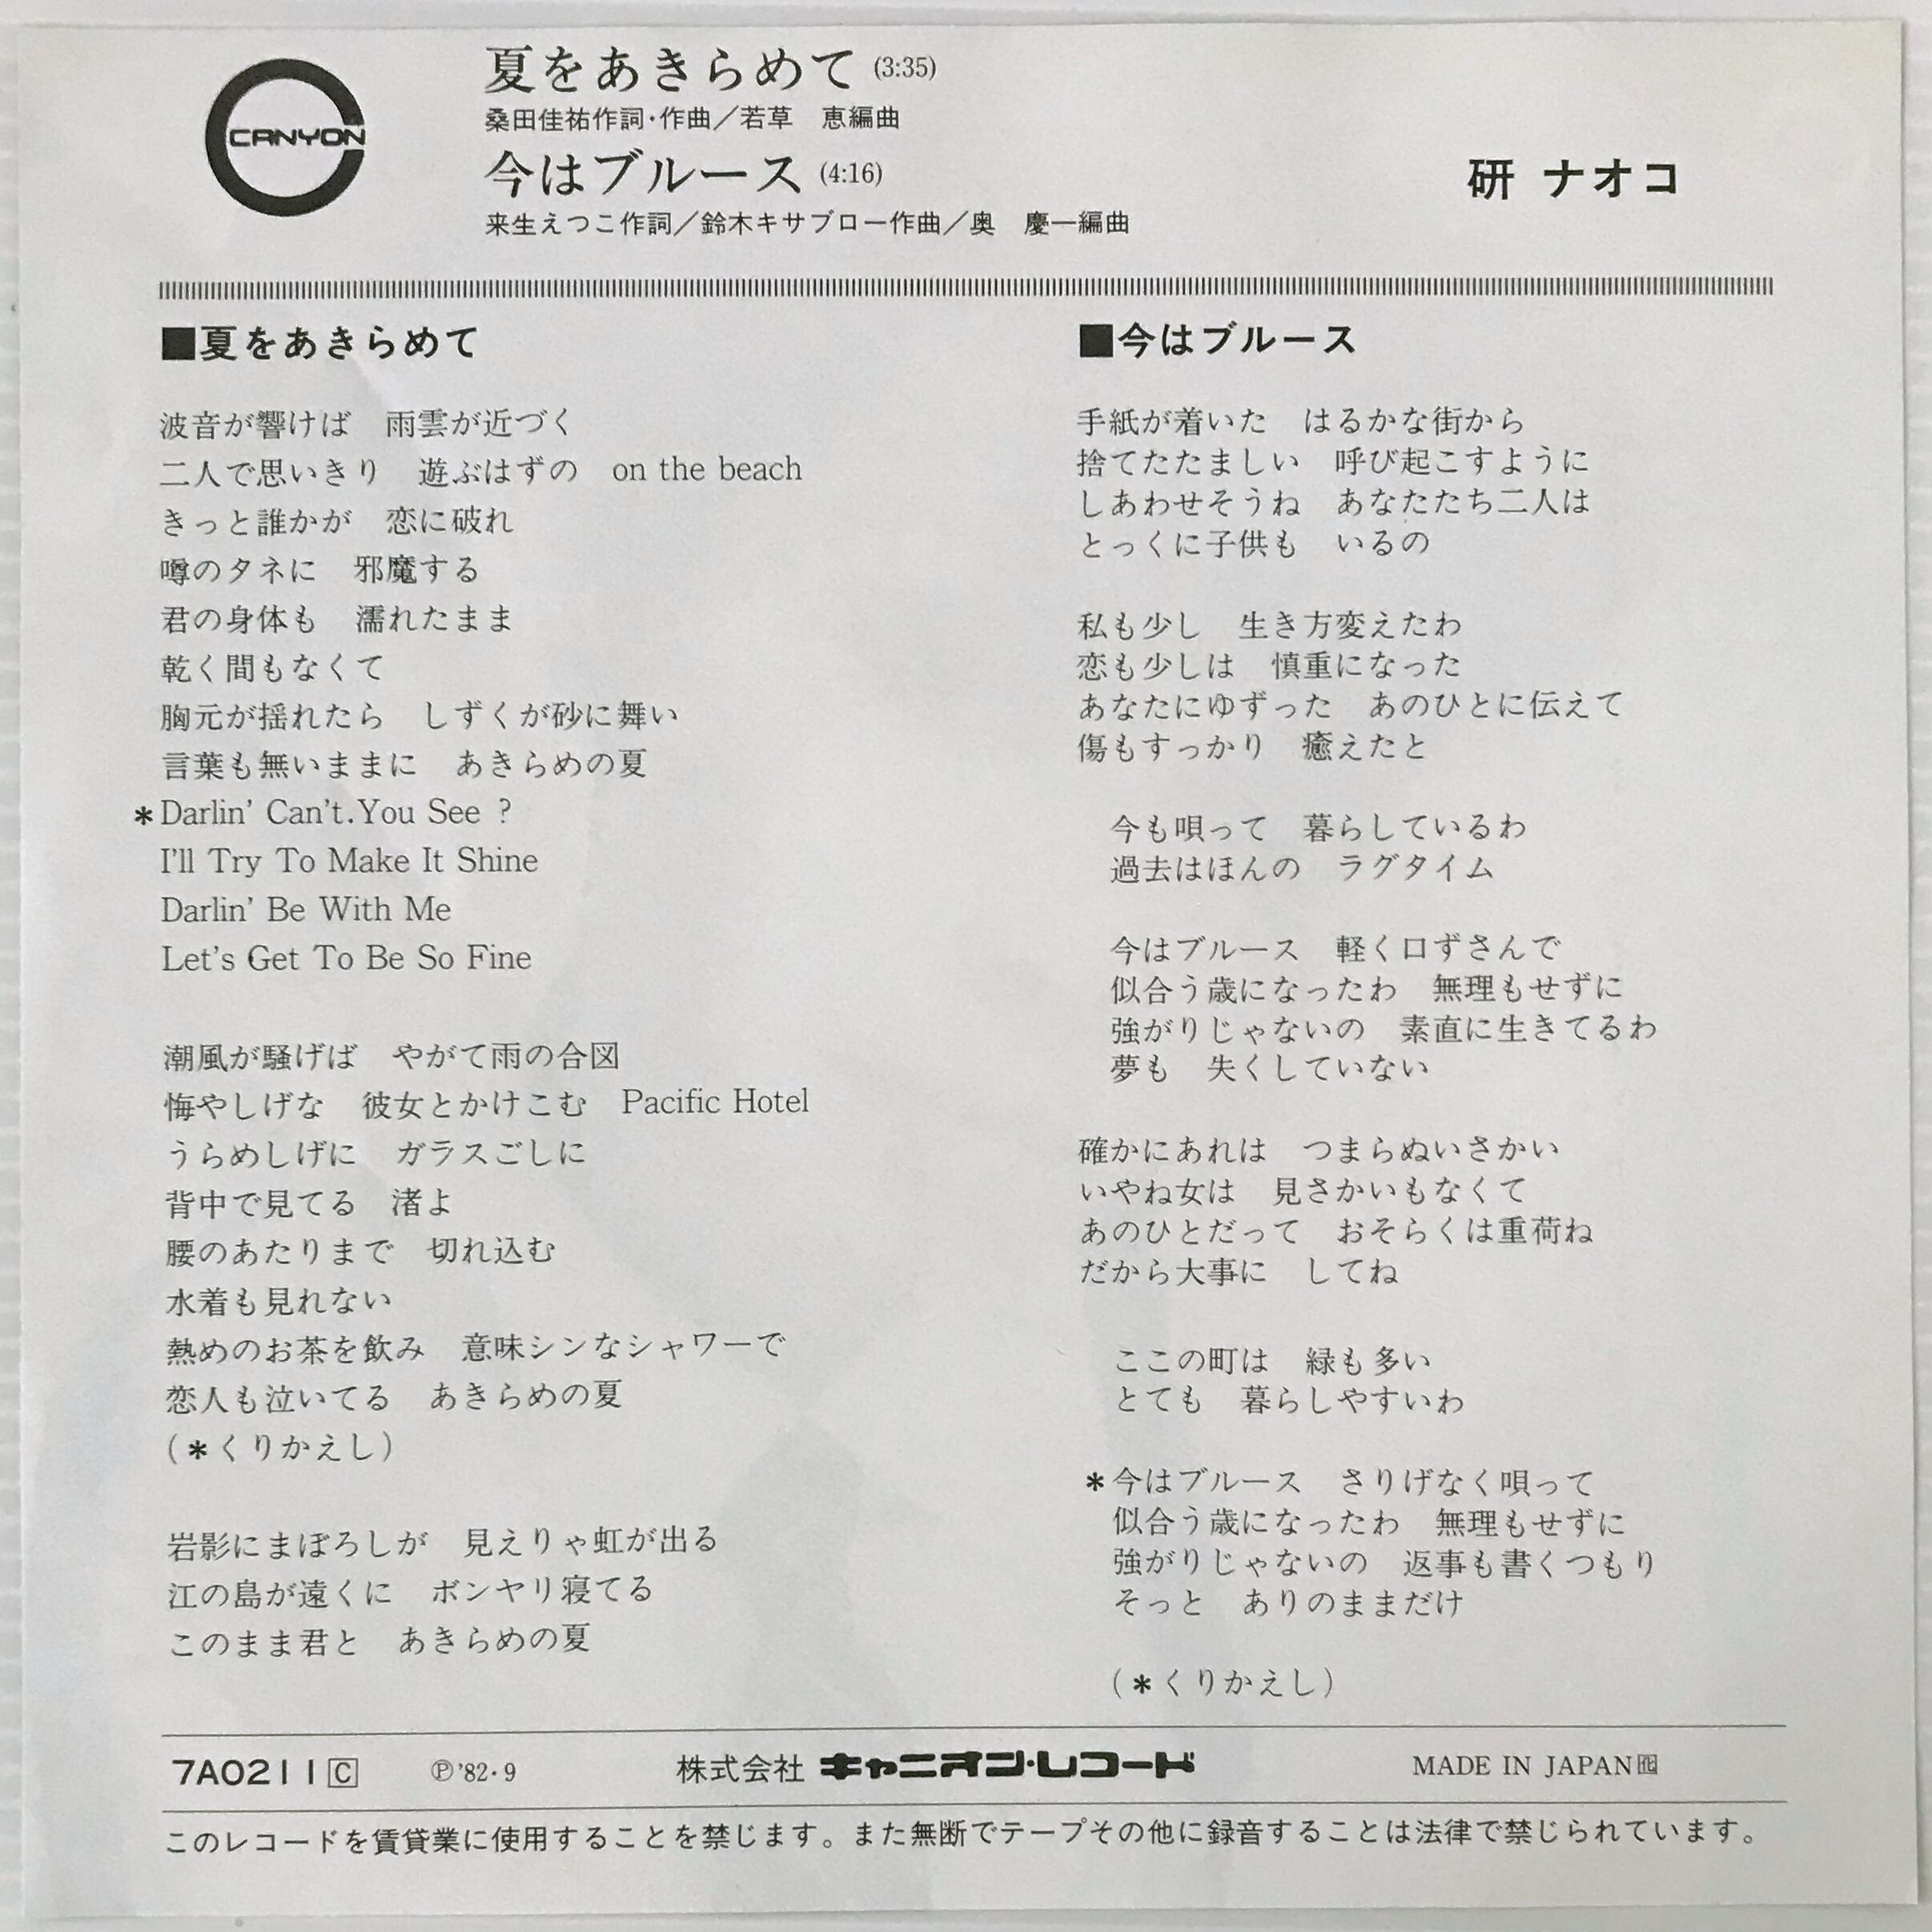 CANYON
夏をあきらめて (3:35)
桑田佳祐作詞・作曲／若草　恵編曲
今はブルース (4:16)
来生えつこ作詞／鈴木キサブロー作曲／奥　慶一編曲
研 ナオコ
■夏をあきらめて
波音が響けば　雨雲が近づく
二人で思いきり　遊ぶはずの　on the beach
きっと誰かが　恋に破れ
噂のタネに　邪魔する
君の身体も　濡れたまま
乾く間もなくて
胸元が揺れたら　しずくが砂に舞い
言葉も無いままに　あきらめの夏
＊Darlin' Can't.You See ?
I'll Try To Make It Shine
Darlin' Be With Me
Let's Get To Be So Fine
潮風が騒げば　やがて雨の合図
悔やしげな　彼女とかけこむ　Pacific Hotel
うらめしげに　ガラスごしに
背中で見てる　渚よ
腰のあたりまで　切れ込む
水着も見れない
熱めのお茶を飲み　意味シンなシャワーで
恋人も泣いてる　あきらめの夏
(＊くりかえし)
岩影にまぼろしが　見えりゃ虹が出る
江の島が遠くに　ボンヤリ寝てる
このまま君と　あきらめの夏
■今はブルース
手紙が着いた　はるかな街から
捨てたたましい　呼び起こすように
しあわせそうね　あなたたち二人は
とっくに子供も　いるの
私も少し　生き方変えたわ
恋も少しは　慎重になった
あなたにゆずった　あのひとに伝えて
傷もすっかり　癒えたと
今も唄って　暮らしているわ
過去はほんの　ラグタイム
今はブルース　軽く口ずさんで
似合う歳になったわ　無理もせずに
強がりじゃないの　素直に生きてるわ
夢も　失くしていない
確かにあれは　つまらぬいさかい
いやね女は　見さかいもなくて
あのひとだって　おそらくは重荷ね
だから大事に　してね
ここの町は　緑も多い
とても　暮らしやすいわ
＊今はブルース　さりげなく唄って
似合う歳になったわ　無理もせずに
強がりじゃないの　返事も書くつもり
そっと　ありのままだけ
(＊くりかえし)
7A0211 C　℗'82・9　株式会社 キャニオン・レコード　MADE IN JAPAN
このレコードを賃貸業に使用することを禁じます。また無断でテープその他に録音することは法律で禁じられています。